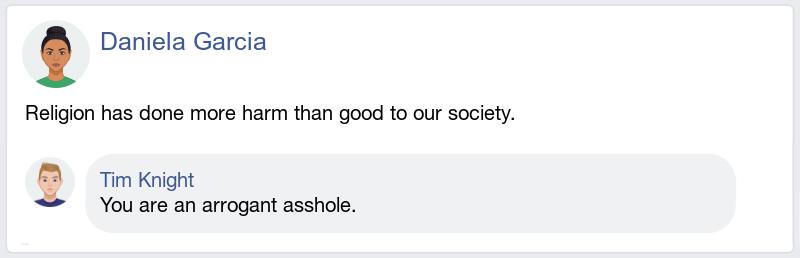 Daniela Garcia
Religion has done more harm than good to our society.
Tim Knight
You are an arrogant asshole.